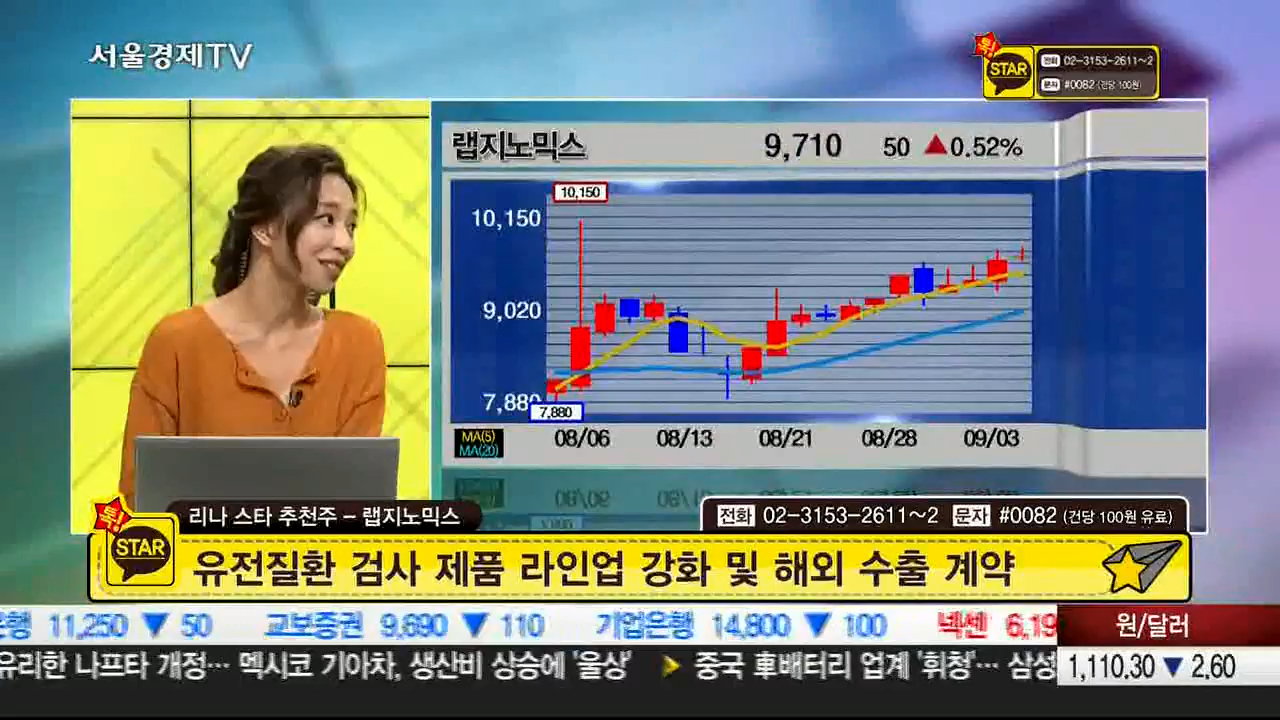 서울경제TV
톡!
STAR
전화 02-3153-2611~2
문자 #0082 (건당 100원)
랩지노믹스 9,710 50 ▲0.52%
10,150
10,150
9,020
7,880
7,880
MA(5)
MA(20)
08/06 08/13 08/21 08/28 09/03
리나 스타 추천주 - 랩지노믹스
전화 02-3153-2611~2 문자 #0082 (건당 100원 유료)
톡!
STAR
유전질환 검사 제품 라인업 강화 및 해외 수출 계약
은행 11,250 ▼ 50 교보증권 9,690 ▼ 110 기업은행 14,800 ▼ 100 넥센 6,19
원/달러
유리한 나프타 개정… 멕시코 기아차, 생산비 상승에 '울상' 중국 車배터리 업계 '휘청'… 삼성
1,110.30 ▼ 2.60